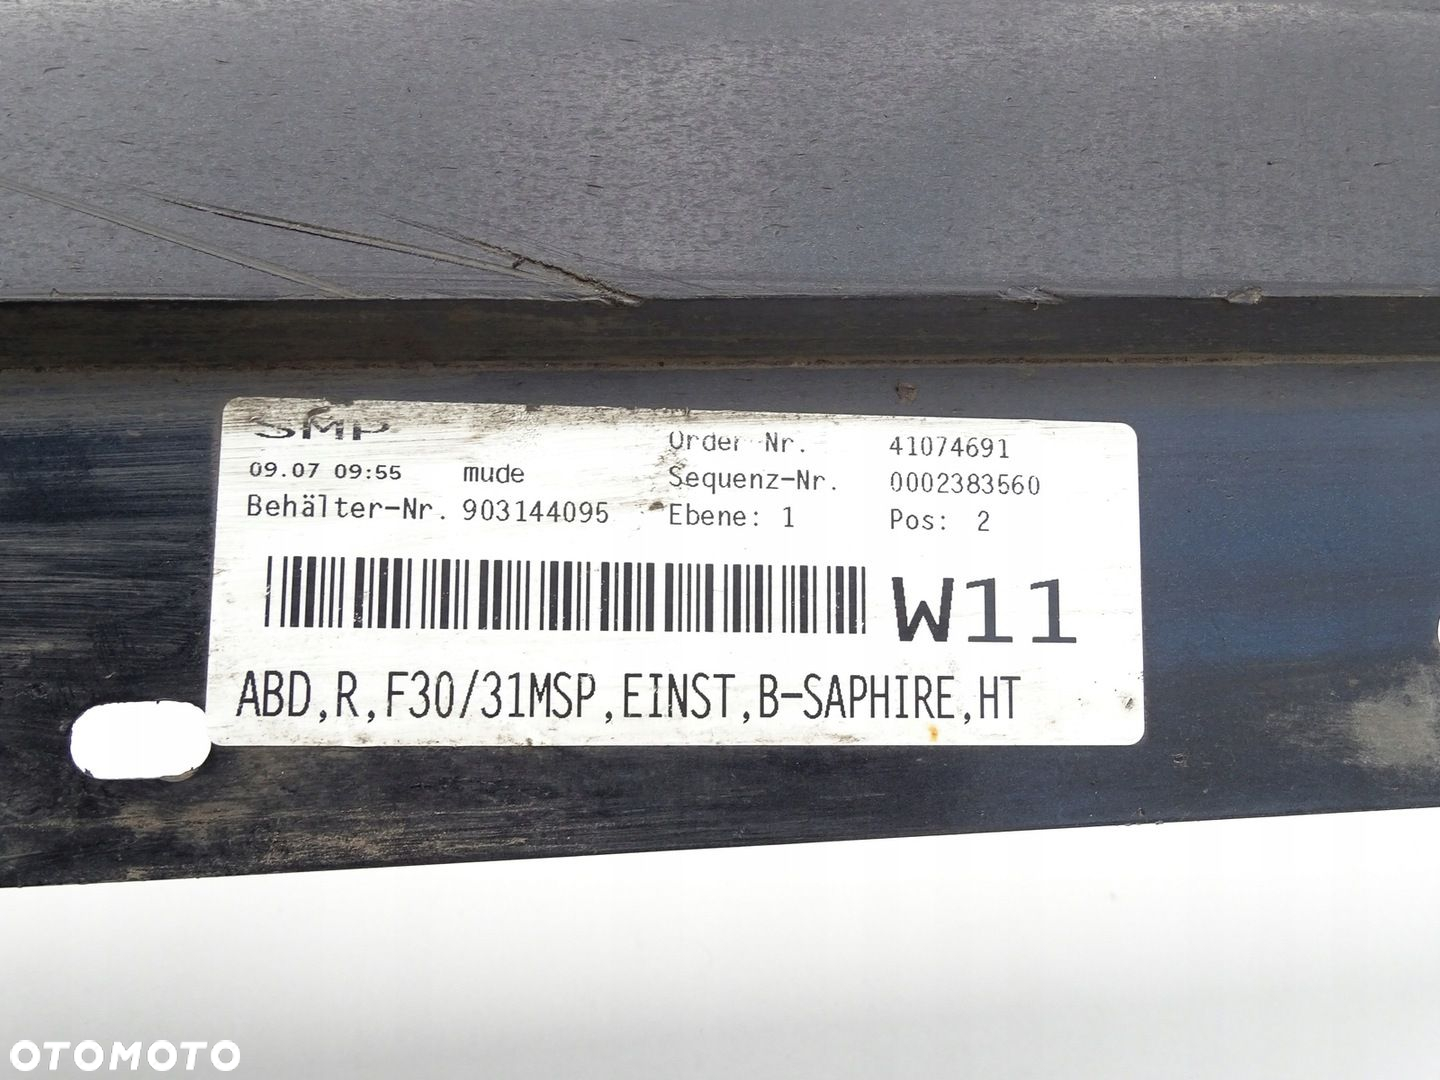 SMP
09.07 09:55 mude
Behälter-Nr. 903144095
Order Nr. 41074691
Sequenz-Nr. 0002383560
Ebene: 1 Pos: 2
W11
ABD,R,F30/31MSP,EINST,B-SAPHIRE,HT
OTOMOTO